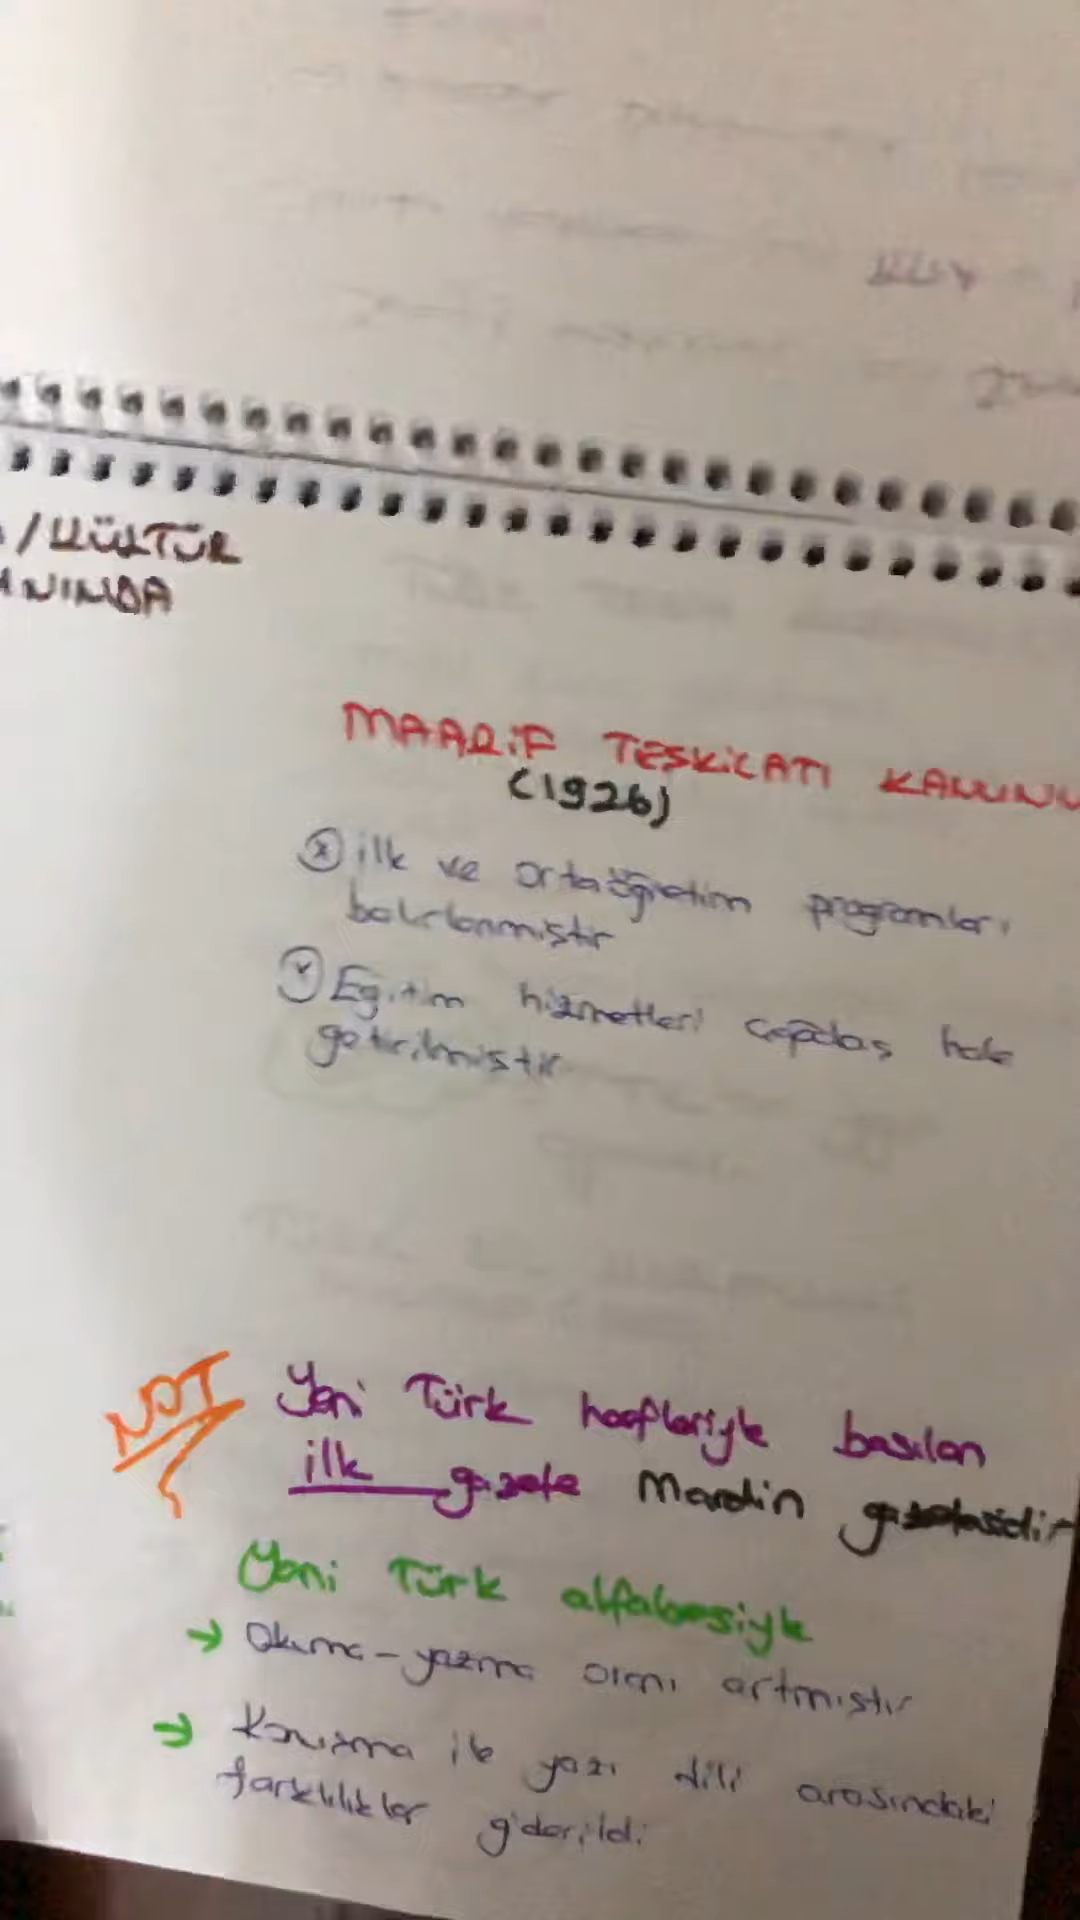 /KÜLTÜR
ANINDA
MAARİF TEŞKİLATI KANUNU
(1926)
ilk ve ortaöğretim programları
belirlenmiştir
Eğitim hizmetleri çağdaş hale
getirilmiştir
NOT
Yeni Türk harfleriyle basılan
ilk gazete Mardin gazetesidir
Yeni Türk alfabesiyle
→ Okuma-yazma oranı artmıştır
→ Konuşma ile yazı dili arasındaki
farklılıklar giderildi